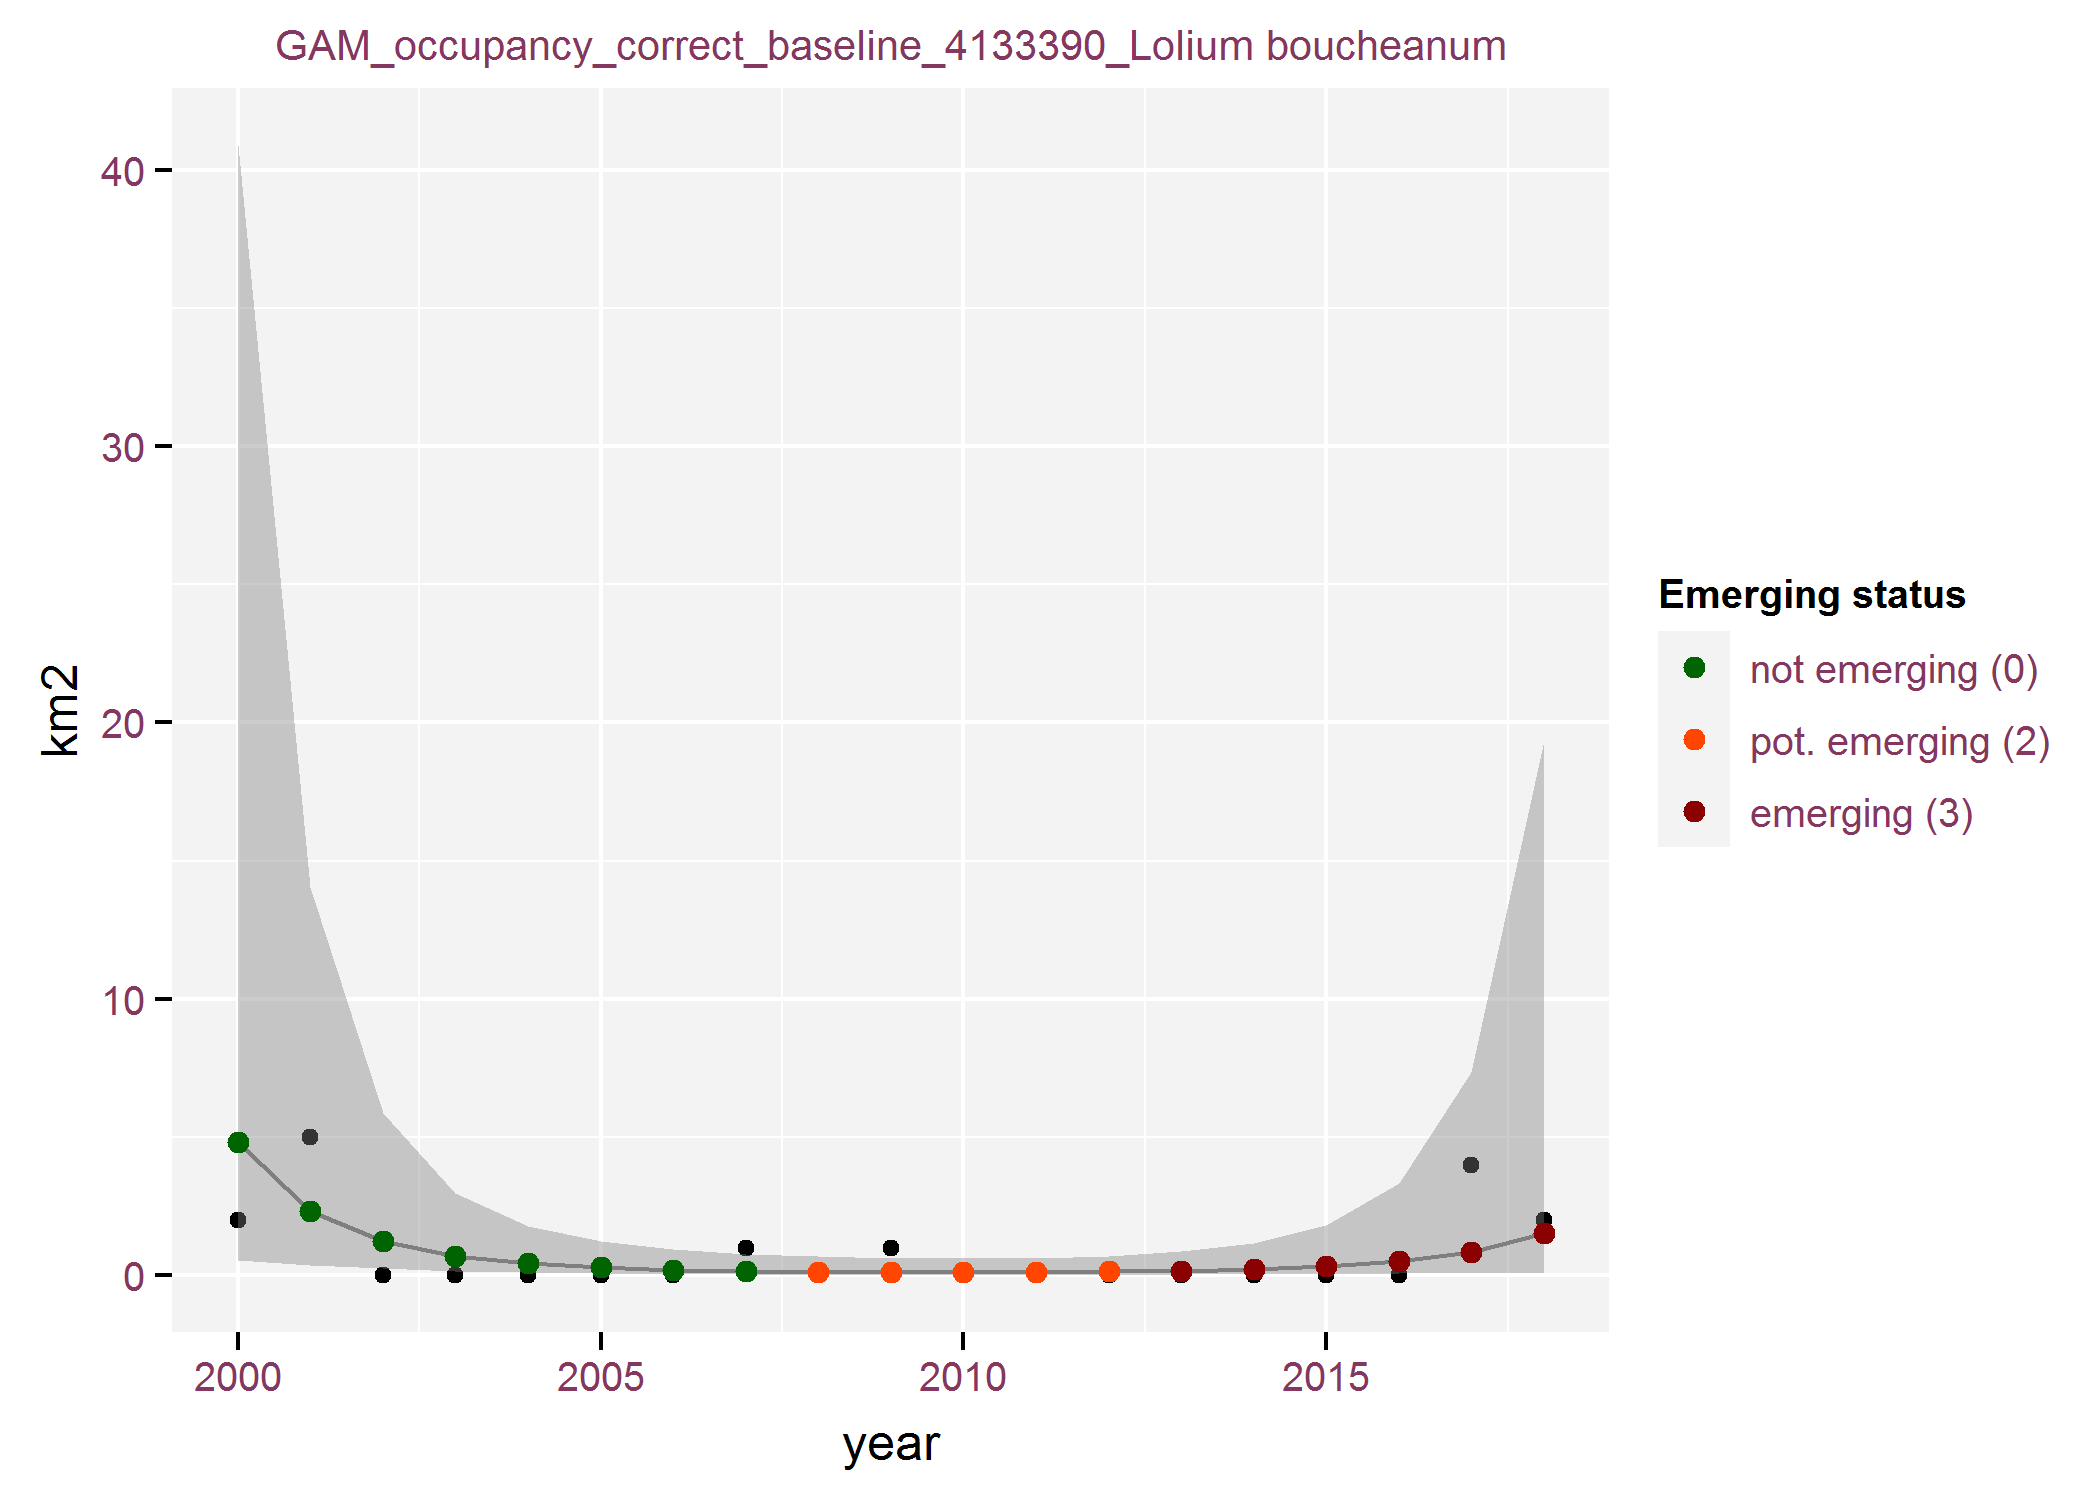 GAM_occupancy_correct_baseline_4133390_Lolium boucheanum
40
30
20
10
0
km2
2000
2005
2010
2015
year
Emerging status
not emerging (0)
pot. emerging (2)
emerging (3)